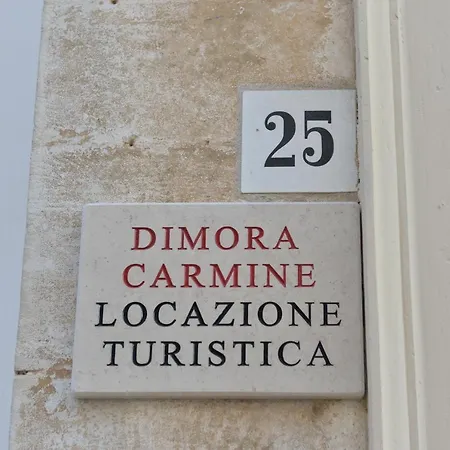 25
DIMORA
CARMINE
LOCAZIONE
TURISTICA